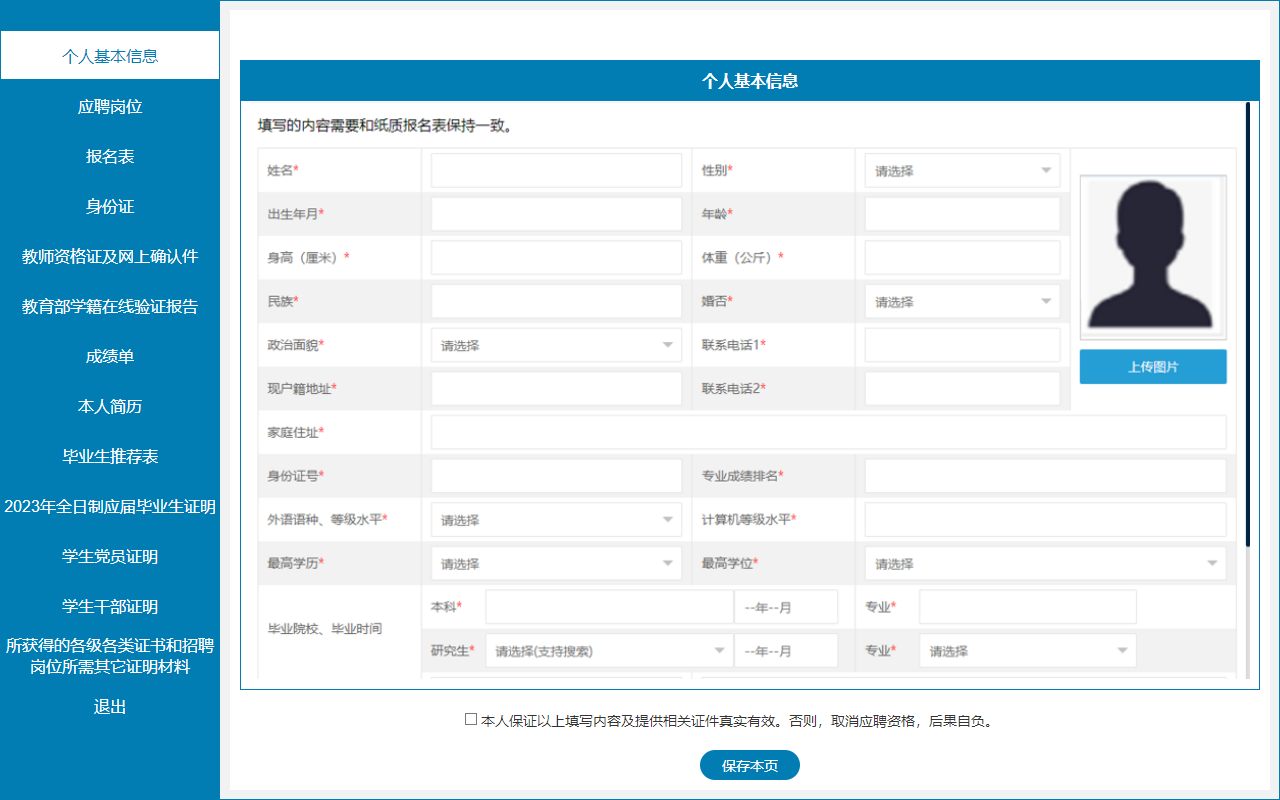 个人基本信息
应聘岗位
报名表
身份证
教师资格证及网上确认件
教育部学籍在线验证报告
成绩单
本人简历
毕业生推荐表
2023年全日制应届毕业生证明
学生党员证明
学生干部证明
所获得的各级各类证书和招聘
岗位所需其它证明材料
退出
个人基本信息
填写的内容需要和纸质报名表保持一致。
姓名* 性别* 请选择
出生年月* 年龄*
身高（厘米）* 体重（公斤）*
民族* 婚否* 请选择
政治面貌* 请选择 联系电话1*
上传图片
现户籍地址* 联系电话2*
家庭住址*
身份证号* 专业成绩排名*
外语语种、等级水平* 请选择 计算机等级水平*
最高学历* 请选择 最高学位* 请选择
毕业院校、毕业时间
本科* --年--月 专业*
研究生* 请选择(支持搜索) --年--月 专业* 请选择
本人保证以上填写内容及提供相关证件真实有效。否则，取消应聘资格，后果自负。
保存本页